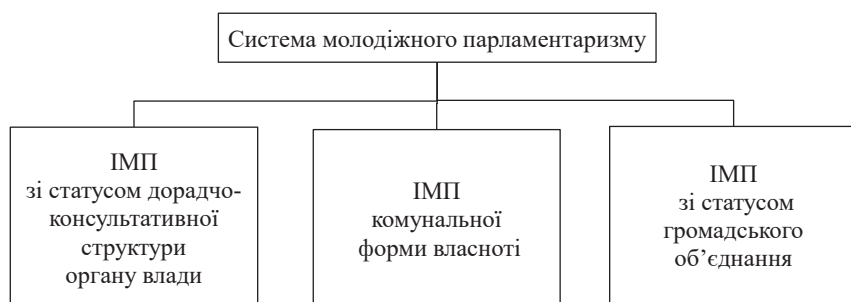 Система молодіжного парламентаризму
ІМП
зі статусом дорадчо-
консультативної
структури
органу влади
ІМП
комунальної
форми власноті
ІМП
зі статусом
громадського
об’єднання